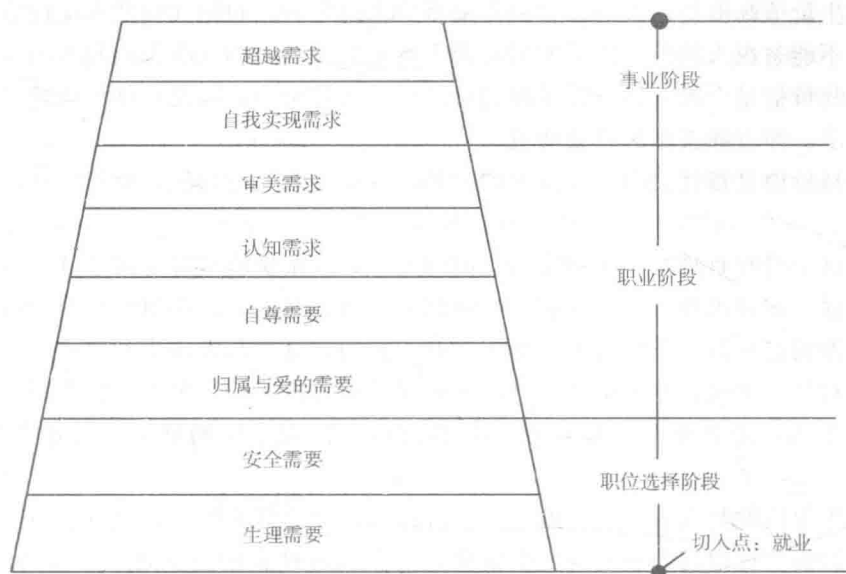 超越需求
事业阶段
自我实现需求
审美需求
认知需求
职业阶段
自尊需要
归属与爱的需要
安全需要
职位选择阶段
生理需要
切入点：就业